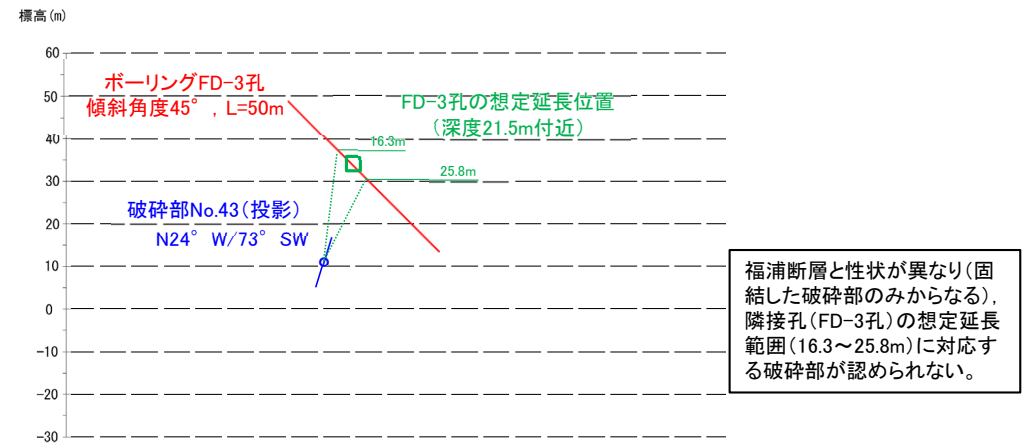 標高(m)
60
50
40
30
20
10
0
-10
-20
-30
ボーリングFD-3孔
傾斜角度45°，L=50m
FD-3孔の想定延長位置
（深度21.5m付近）
16.3m
25.8m
破砕部No.43（投影）
N24°W/73°SW
福浦断層と性状が異なり（固
結した破砕部のみからなる），
隣接孔（FD-3孔）の想定延長
範囲（16.3～25.8m）に対応す
る破砕部が認められない。